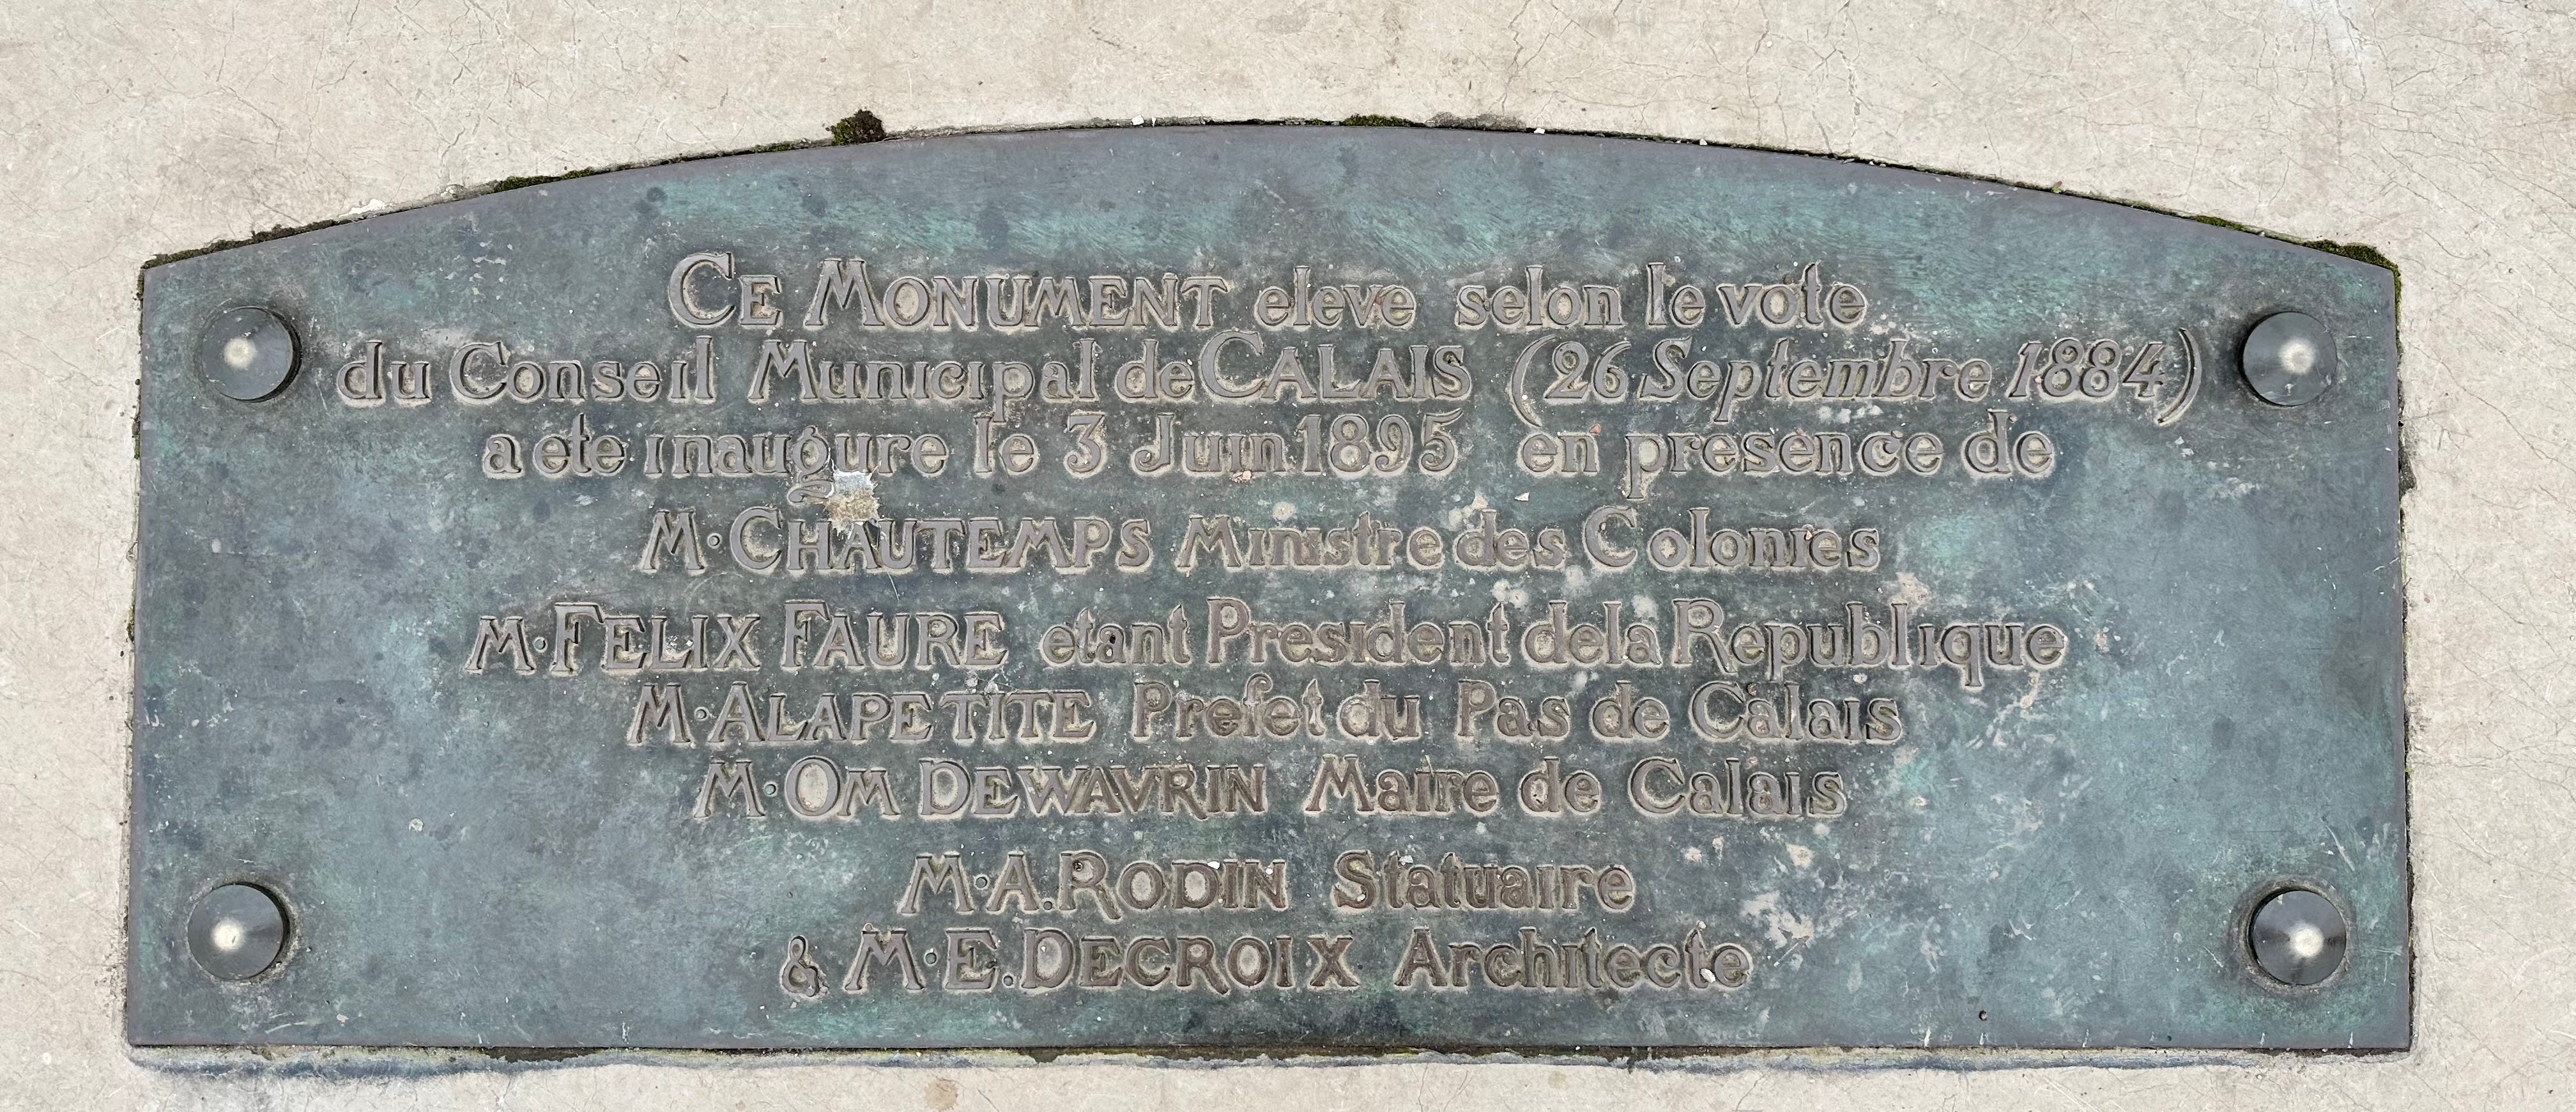 CE MONUMENT eleve selon le vote
du Conseil Municipal de CALAIS (26 Septembre 1884)
a ete inaugure le 3 Juin 1895 en presence de
M. CHAUTEMPS Ministre des Colonies
M. FELIX FAURE etant President de la Republique
M. ALAPETITE Prefet du Pas de Calais
M. OM DEWAVRIN Maire de Calais
M. A. RODIN Statuaire
& M. E. DECROIX Architecte